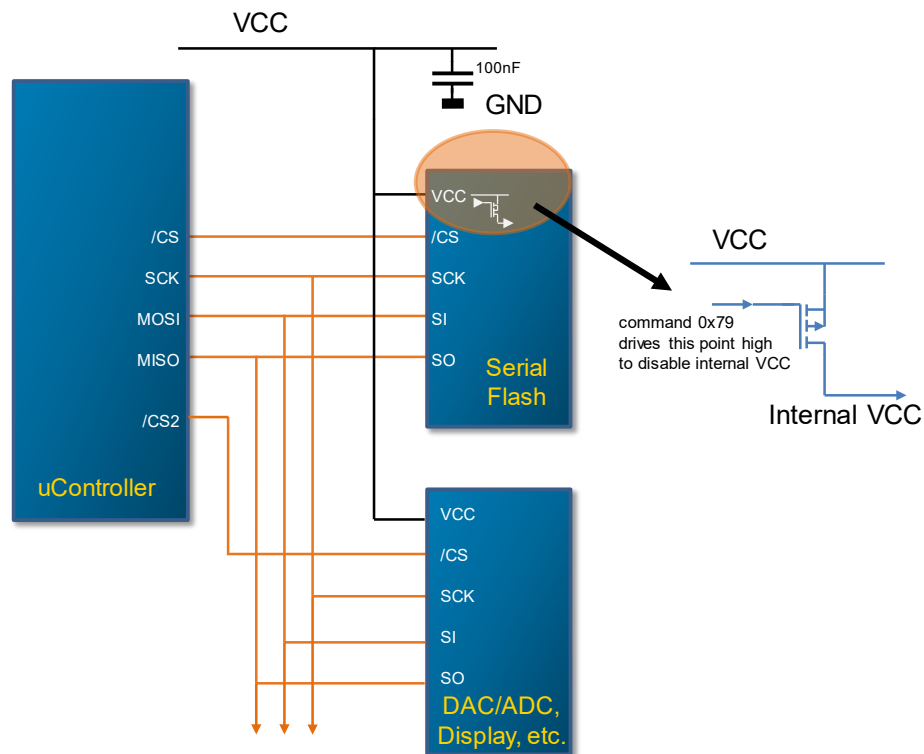 VCC
100nF
GND
VCC
/CS
SCK
MOSI
MISO
/CS2
uController
/CS
SCK
SI
SO
Serial
Flash
VCC
command 0x79
drives this point high
to disable internal VCC
Internal VCC
VCC
/CS
SCK
SI
SO
DAC/ADC,
Display, etc.